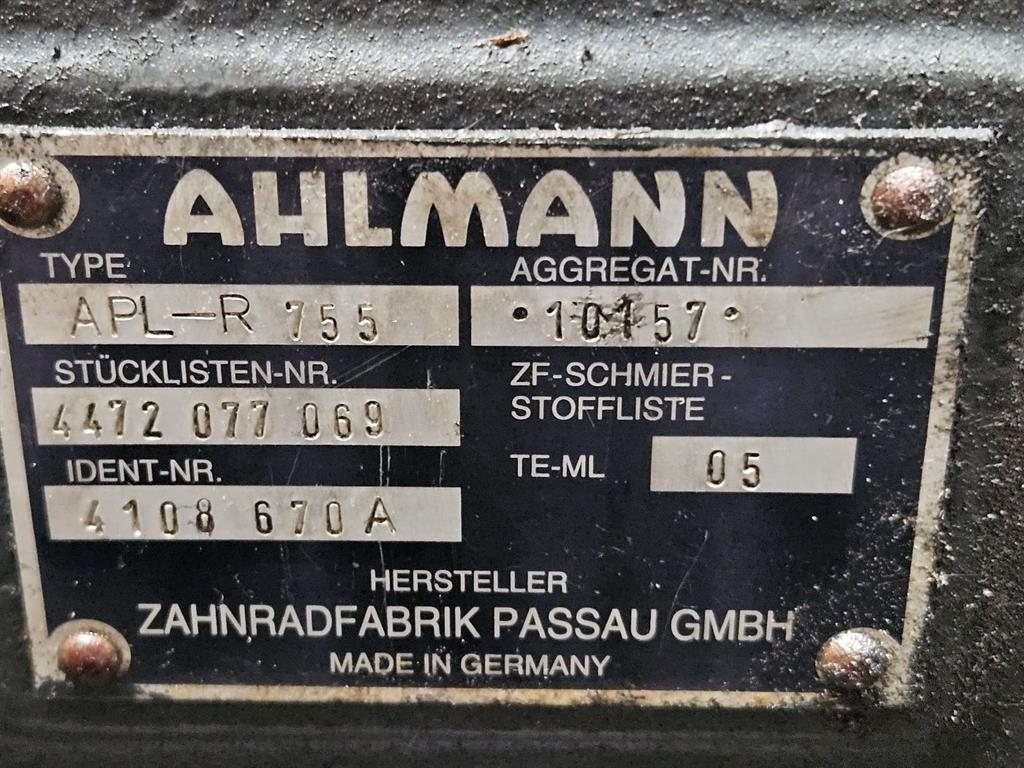 AHLMANN
TYPE
APL-R 755
AGGREGAT-NR.
•10157•
STÜCKLISTEN-NR.
4472 077 069
ZF-SCHMIER-
STOFFLISTE
IDENT-NR.
4108 670 A
TE-ML 05
HERSTELLER
ZAHNRADFABRIK PASSAU GMBH
MADE IN GERMANY